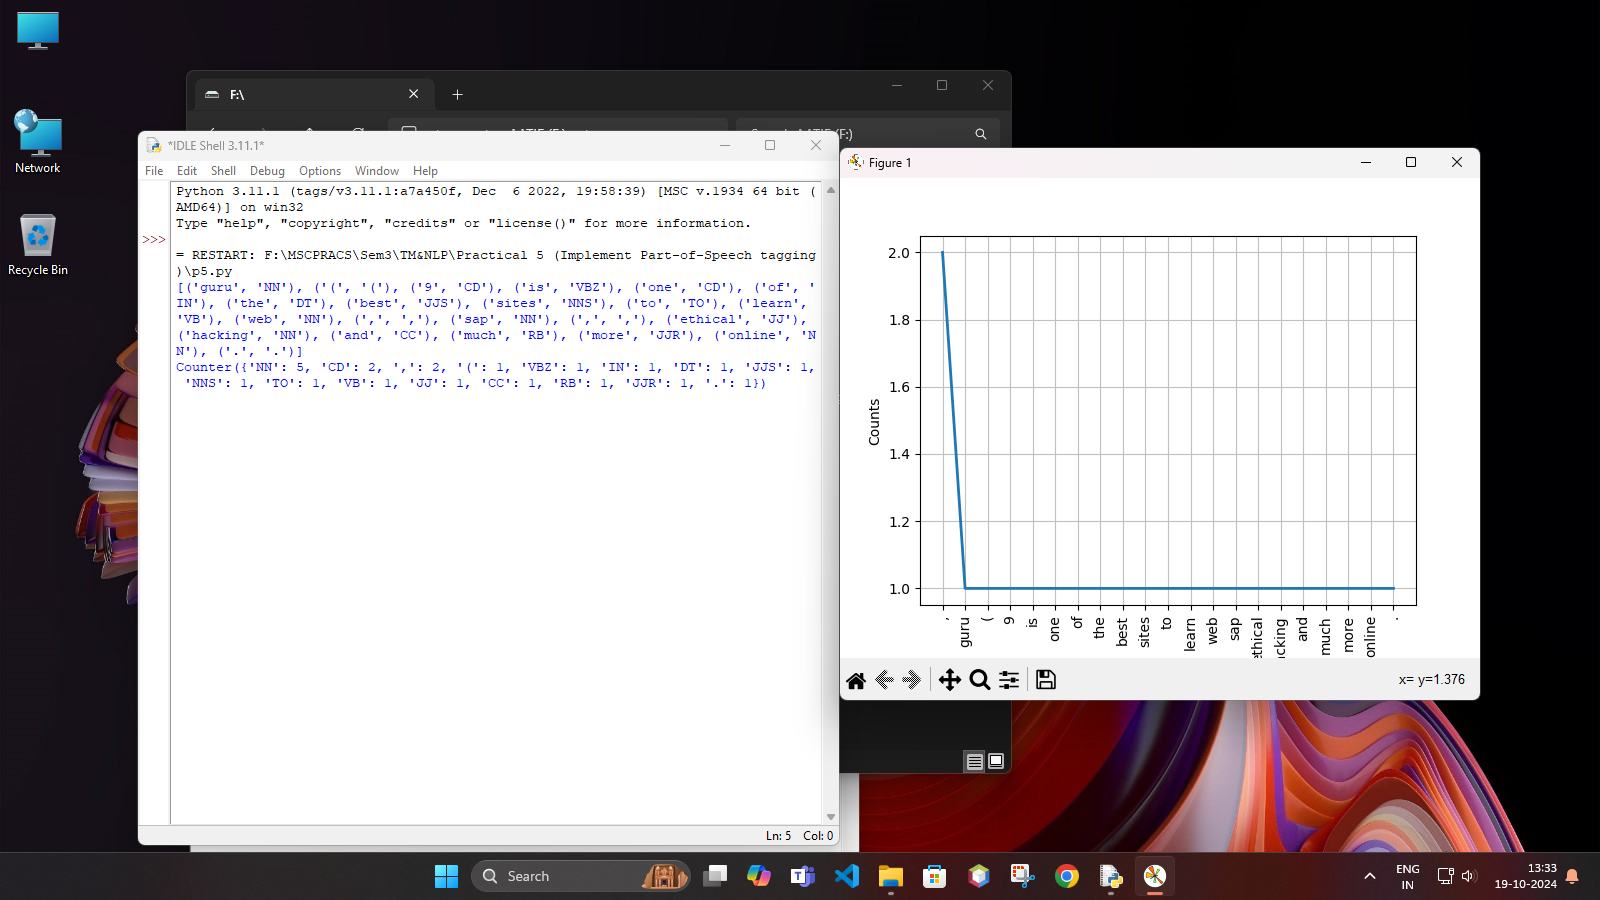 Network
Recycle Bin
F:\
*IDLE Shell 3.11.1*
File Edit Shell Debug Options Window Help
Python 3.11.1 (tags/v3.11.1:a7a450f, Dec  6 2022, 19:58:39) [MSC v.1934 64 bit (
AMD64)] on win32
Type "help", "copyright", "credits" or "license()" for more information.
>>>
= RESTART: F:\MSCPRACS\Sem3\TM&NLP\Practical 5 (Implement Part-of-Speech tagging
)\p5.py
[('guru', 'NN'), ('(', '('), ('9', 'CD'), ('is', 'VBZ'), ('one', 'CD'), ('of', '
IN'), ('the', 'DT'), ('best', 'JJS'), ('sites', 'NNS'), ('to', 'TO'), ('learn',
'VB'), ('web', 'NN'), (',', ','), ('sap', 'NN'), (',', ','), ('ethical', 'JJ'),
('hacking', 'NN'), ('and', 'CC'), ('much', 'RB'), ('more', 'JJR'), ('online', 'N
N'), ('.', '.')]
Counter({'NN': 5, 'CD': 2, ',': 2, '(': 1, 'VBZ': 1, 'IN': 1, 'DT': 1, 'JJS': 1,
 'NNS': 1, 'TO': 1, 'VB': 1, 'JJ': 1, 'CC': 1, 'RB': 1, 'JJR': 1, '.': 1})
Ln: 5 Col: 0
Figure 1
2.0
1.8
1.6
1.4
1.2
1.0
Counts
, guru ( 9 is one of the best sites to learn web sap ethical acking and much more online .
x= y=1.376
Search
ENG
IN
13:33
19-10-2024